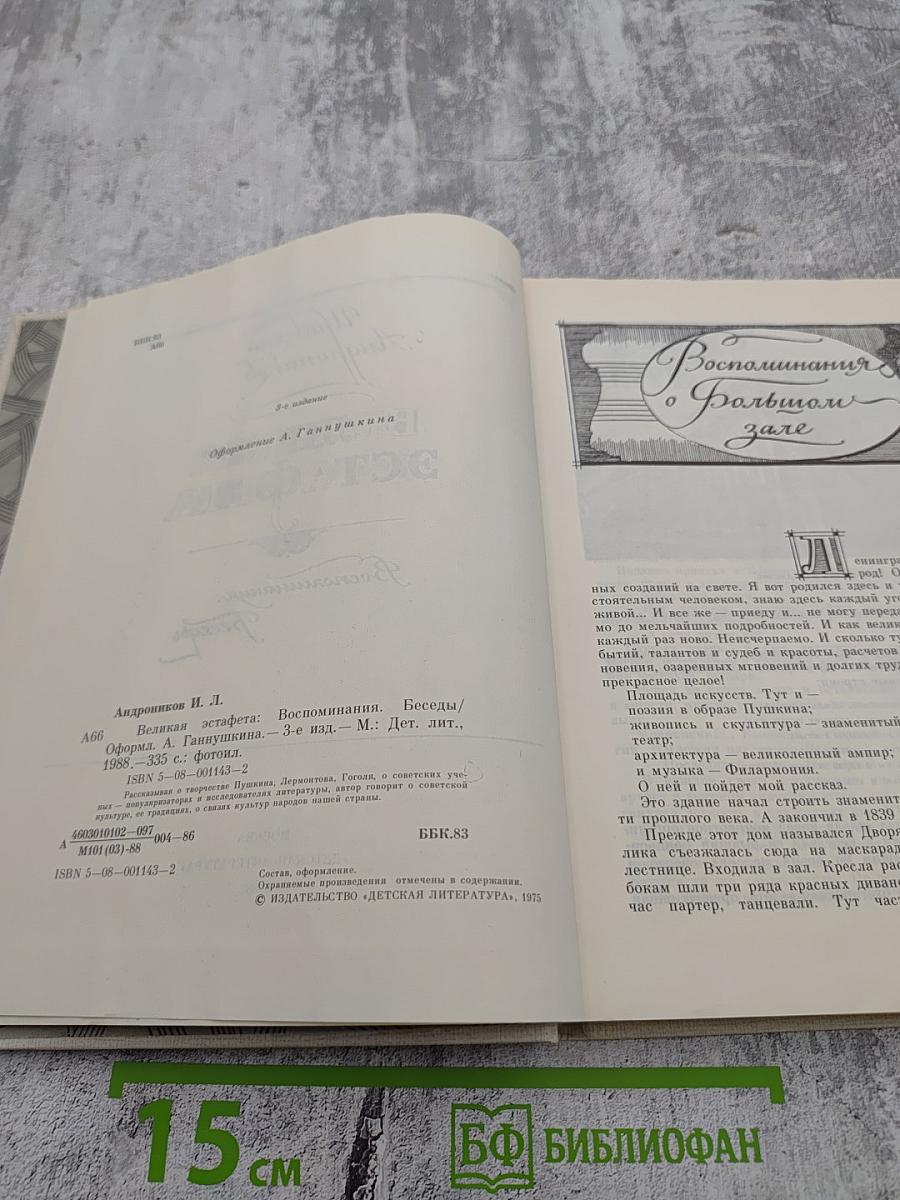 ББК 83
А66
3-е издание
Оформление А. Ганнушкина
Андроников И. Л.
А66 Великая эстафета: Воспоминания. Беседы/
Оформл. А. Ганнушкина.— 3-е изд.— М.: Дет. лит.,
1988.—335 с.; фотоил.
ISBN 5—08—001143—2
Рассказывая о творчестве Пушкина, Лермонтова, Гоголя, о советских уче-
ных — популяризаторах и исследователях литературы, автор говорит о советской
культуре, ее традициях, о связях культур народов нашей страны.
А 4603010102—097
М101(03)-88 004—86
ББК.83
ISBN 5—08—001143—2
Состав, оформление.
Охраняемые произведения отмечены в содержании.
© ИЗДАТЕЛЬСТВО «ДЕТСКАЯ ЛИТЕРАТУРА», 1975
Воспоминания
о Большом
зале
Ленингра
род! О
ных созданий на свете. Я вот родился здесь и
стоятельным человеком, знаю здесь каждый уго
живой... И все же — приеду и... не могу переда
мо до мельчайших подробностей. И как велик
каждый раз ново. Неисчерпаемо. И сколько ту
бытий, талантов и судеб и красоты, расчетов
новения, озаренных мгновений и долгих труд
прекрасное целое!
Площадь искусств. Тут и —
поэзия в образе Пушкина;
живопись и скульптура — знаменитый
театр;
архитектура — великолепный ампир;
и музыка — Филармония.
О ней и пойдет мой рассказ.
Это здание начал строить знаменит
ти прошлого века. А закончил в 1839
Прежде этот дом назывался Дворя
лика съезжалась сюда на маскарад
лестнице. Входила в зал. Кресла рас
бокам шли три ряда красных диван
час партер, танцевали. Тут част
15 см
БФ БИБЛИОФАН